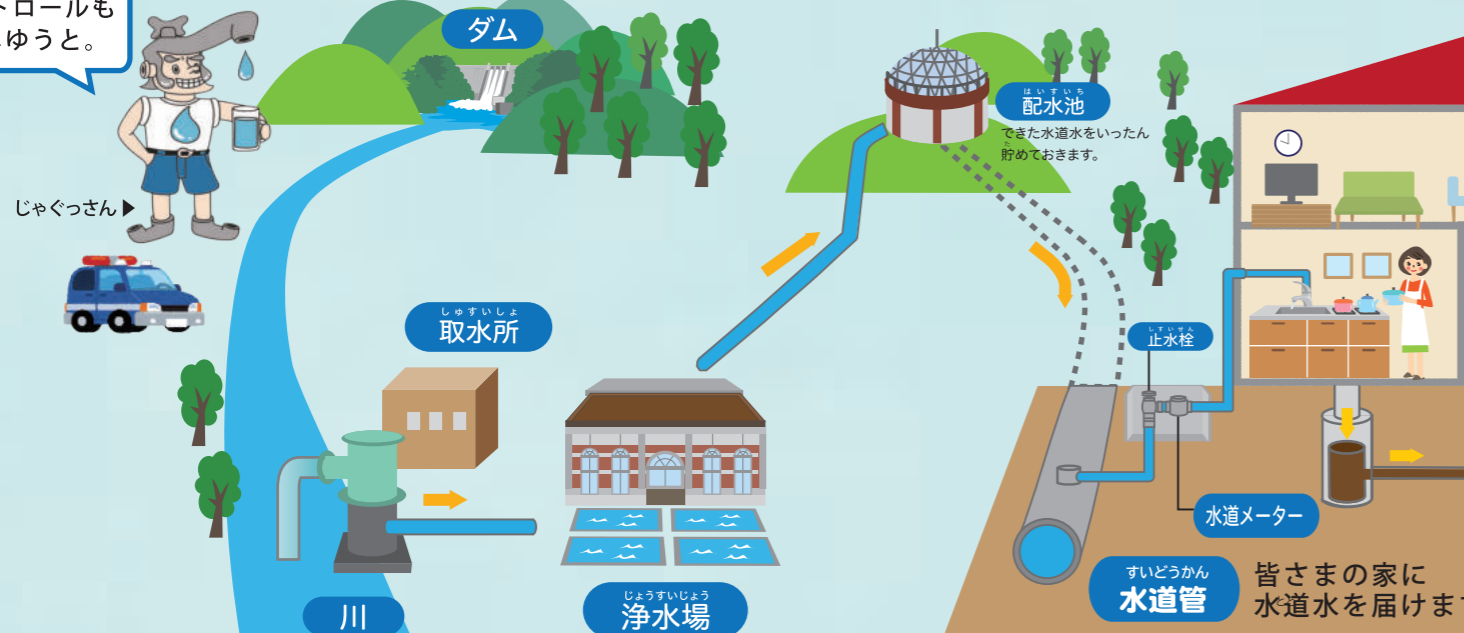 トロールも
ゆうと。
じゃぐっさん▶
ダム
はいすいち
配水池
できた水道水をいったん
た
貯めておきます。
しゅすいしょ
取水所
しすいせん
止水栓
水道メーター
川
じょうすいじょう
浄水場
すいどうかん
水道管
皆さまの家に
水道水を届けます